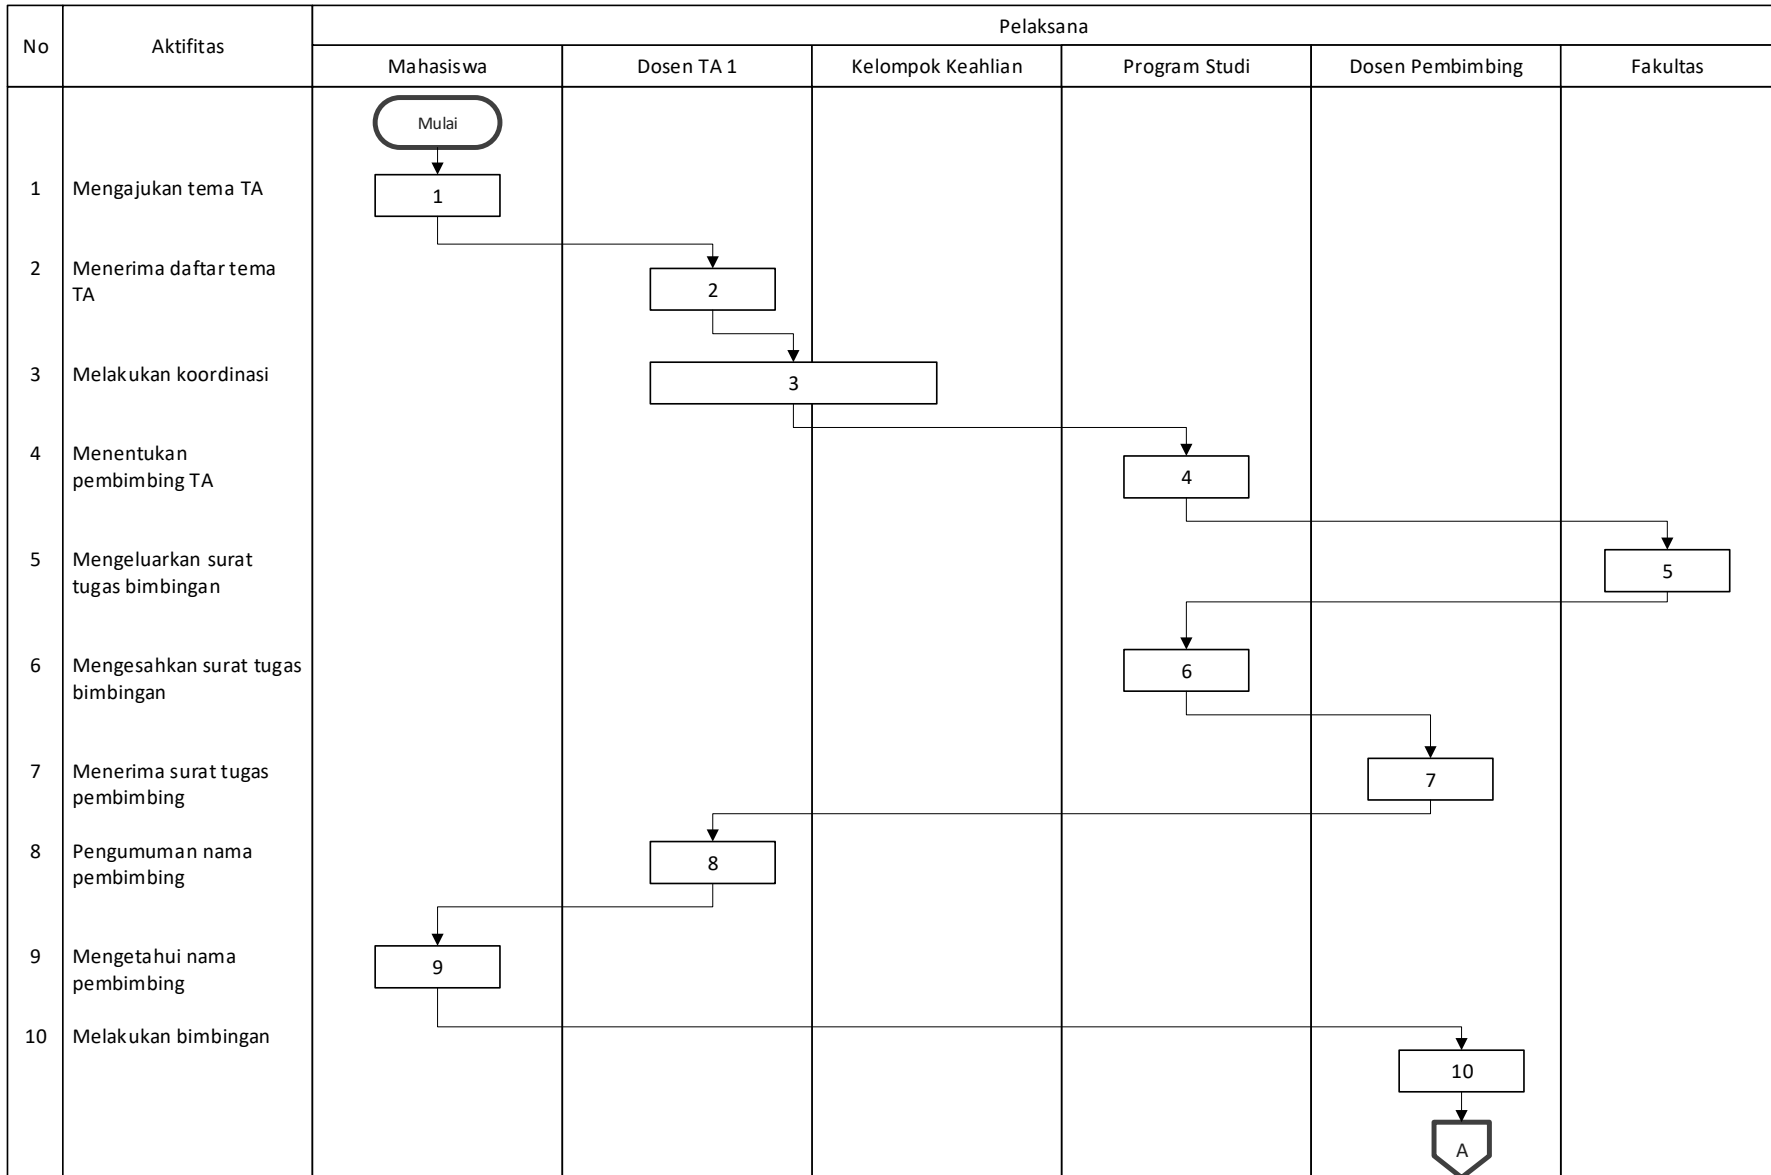 No
Aktifitas
Pelaksana
Mahasiswa
Dosen TA 1
Kelompok Keahlian
Program Studi
Dosen Pembimbing
Fakultas
Mulai
1
Mengajukan tema TA
1
2
Menerima daftar tema
TA
2
3
Melakukan koordinasi
3
4
Menentukan
pembimbing TA
4
5
Mengeluarkan surat
tugas bimbingan
5
6
Mengesahkan surat tugas
bimbingan
6
7
Menerima surat tugas
pembimbing
7
8
Pengumuman nama
pembimbing
8
9
Mengetahui nama
pembimbing
9
10
Melakukan bimbingan
10
A